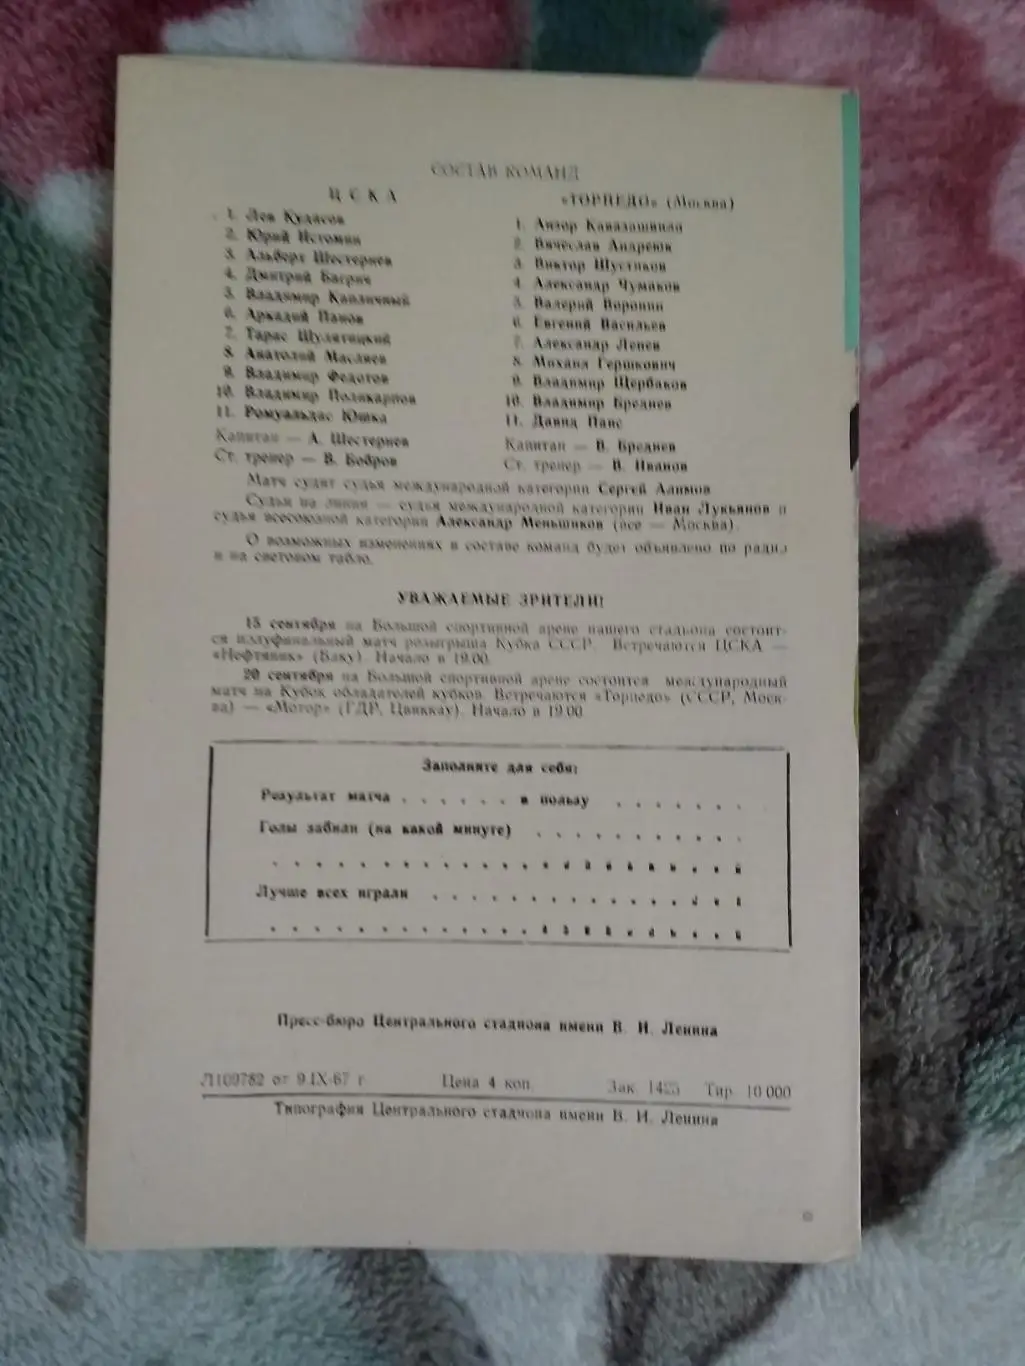 СОСТАВ КОМАНД
ЦСКА
1. Лев Кудасов
2. Юрий Истомин
3. Альберт Шестернев
4. Дмитрий Багрич
5. Владимир Капличный
6. Аркадий Панов
7. Тарас Шулятицкий
8. Анатолий Масляев
9. Владимир Федотов
10. Владимир Поликарпов
11. Ромуальдас Юшка
Капитан — А. Шестернев
Ст. тренер — В. Бобров
«ТОРПЕДО» (Москва)
1. Анзор Кавазашвили
2. Вячеслав Андреюк
3. Виктор Шустиков
4. Александр Чумаков
5. Валерий Воронин
6. Евгений Васильев
7. Александр Ленев
8. Михаил Гершкович
9. Владимир Щербаков
10. Владимир Бреднев
11. Давид Паис
Капитан — В. Бреднев
Ст. тренер — В. Иванов
Матч судит судья международной категории Сергей Алимов
Судьи на линии — судья международной категории Иван Лукьянов и
судья всесоюзной категории Александр Меньшиков (все — Москва).
О возможных изменениях в составе команд будет объявлено по радио
и на световом табло.
УВАЖАЕМЫЕ ЗРИТЕЛИ!
15 сентября на Большой спортивной арене нашего стадиона состоит-
ся полуфинальный матч розыгрыша Кубка СССР. Встречаются ЦСКА —
«Нефтяник» (Баку). Начало в 19.00.
20 сентября на Большой спортивной арене состоится международный
матч на Кубок обладателей кубков. Встречаются «Торпедо» (СССР, Моск-
ва) — «Мотор» (ГДР, Цвиккау). Начало в 19.00
Заполните для себя:
Результат матча . . . . . . в пользу . . . . . . .
Голы забили (на какой минуте) . . . . . . . . . . .
. . . . . . . . . . . . . . . . . . . . . . .
Лучше всех играли . . . . . . . . . . . . . . .
. . . . . . . . . . . . . . . . . . . . . . .
Пресс-бюро Центрального стадиона имени В. И. Ленина
Л109782 от 9.IX-67 г. Цена 4 коп. Зак. 1425 Тир. 10 000
Типография Центрального стадиона имени В. И. Ленина